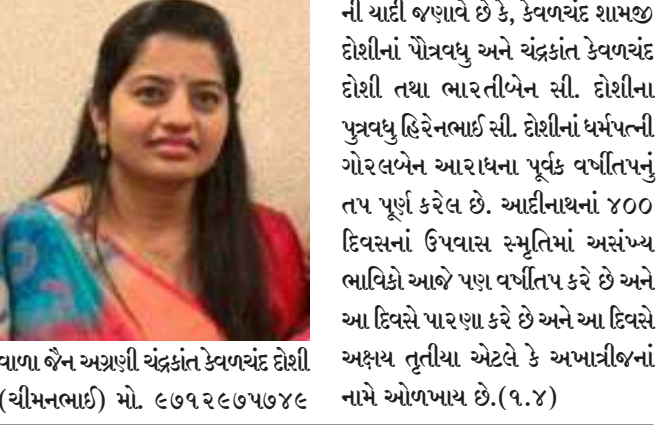 વાળા જૈન અગ્રણી ચંદ્રકાંત કેવળચંદ દોશી
(ચીમનભાઈ) મો. ૯૭૧૨૯૭૫૭૪૯
ની યાદી જણાવે છે કે, કેવળચંદ શામજી
દોશીનાં પૌત્રવધુ અને ચંદ્રકાંત કેવળચંદ
દોશી તથા ભારતીબેન સી. દોશીના
પુત્રવધુ હિરેનભાઈ સી. દોશીનાં ધર્મપત્ની
ગોરલબેન આરાધના પૂર્વક વર્ષીતપનું
તપ પૂર્ણ કરેલ છે. આદીનાથનાં ૪૦૦
દિવસનાં ઉપવાસ સ્મૃતિમાં અસંખ્ય
ભાવિકો આજે પણ વર્ષીતપ કરે છે અને
આ દિવસે પારણા કરે છે અને આ દિવસે
અક્ષય તૃતીયા એટલે કે અખાત્રીજનાં
નામે ઓળખાય છે.(૧.૪)